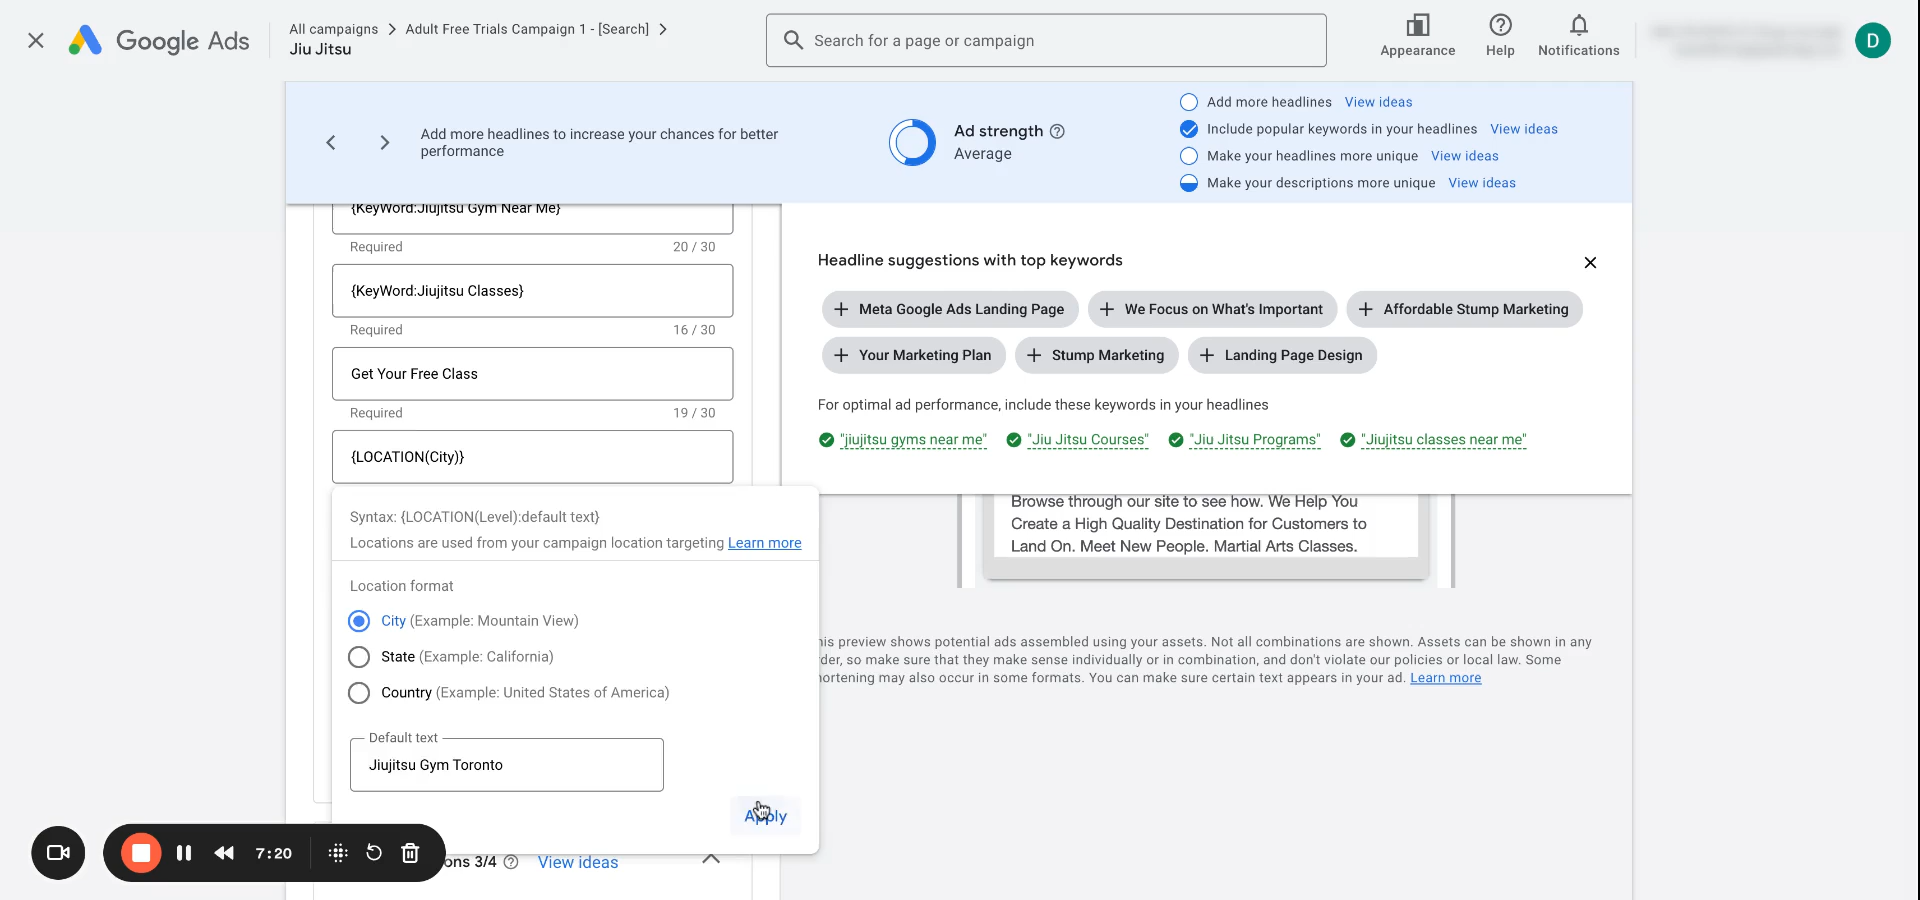 Google Ads
All campaigns > Adult Free Trials Campaign 1 - [Search] >
Jiu Jitsu
Search for a page or campaign
Appearance
Help
Notifications
D
Add more headlines to increase your chances for better
performance
Ad strength
Average
Add more headlines View ideas
Include popular keywords in your headlines View ideas
Make your headlines more unique View ideas
Make your descriptions more unique View ideas
{KeyWord:Jiujitsu Gym Near Me}
Required 20 / 30
{KeyWord:Jiujitsu Classes}
Required 16 / 30
Get Your Free Class
Required 19 / 30
{LOCATION(City)}
Syntax: {LOCATION(Level):default text}
Locations are used from your campaign location targeting Learn more
Location format
City (Example: Mountain View)
State (Example: California)
Country (Example: United States of America)
Default text
Jiujitsu Gym Toronto
Apply
ons 3/4 View ideas
7:20
Headline suggestions with top keywords
+ Meta Google Ads Landing Page + We Focus on What's Important + Affordable Stump Marketing
+ Your Marketing Plan + Stump Marketing + Landing Page Design
For optimal ad performance, include these keywords in your headlines
"jiujitsu gyms near me" "Jiu Jitsu Courses" "Jiu Jitsu Programs" "Jiujitsu classes near me"
Browse through our site to see how. We Help You
Create a High Quality Destination for Customers to
Land On. Meet New People. Martial Arts Classes.
his preview shows potential ads assembled using your assets. Not all combinations are shown. Assets can be shown in any
der, so make sure that they make sense individually or in combination, and don't violate our policies or local law. Some
hortening may also occur in some formats. You can make sure certain text appears in your ad. Learn more